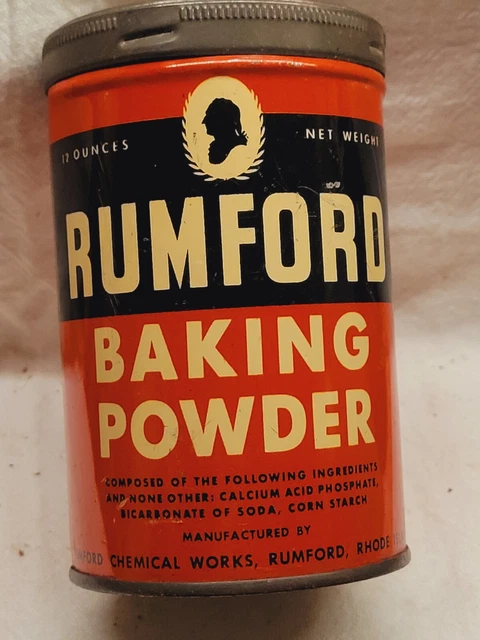 12 OUNCES NET WEIGHT
RUMFORD
BAKING
POWDER
COMPOSED OF THE FOLLOWING INGREDIENTS
AND NONE OTHER: CALCIUM ACID PHOSPHATE,
BICARBONATE OF SODA, CORN STARCH
MANUFACTURED BY
CHEMICAL WORKS, RUMFORD, RHODE